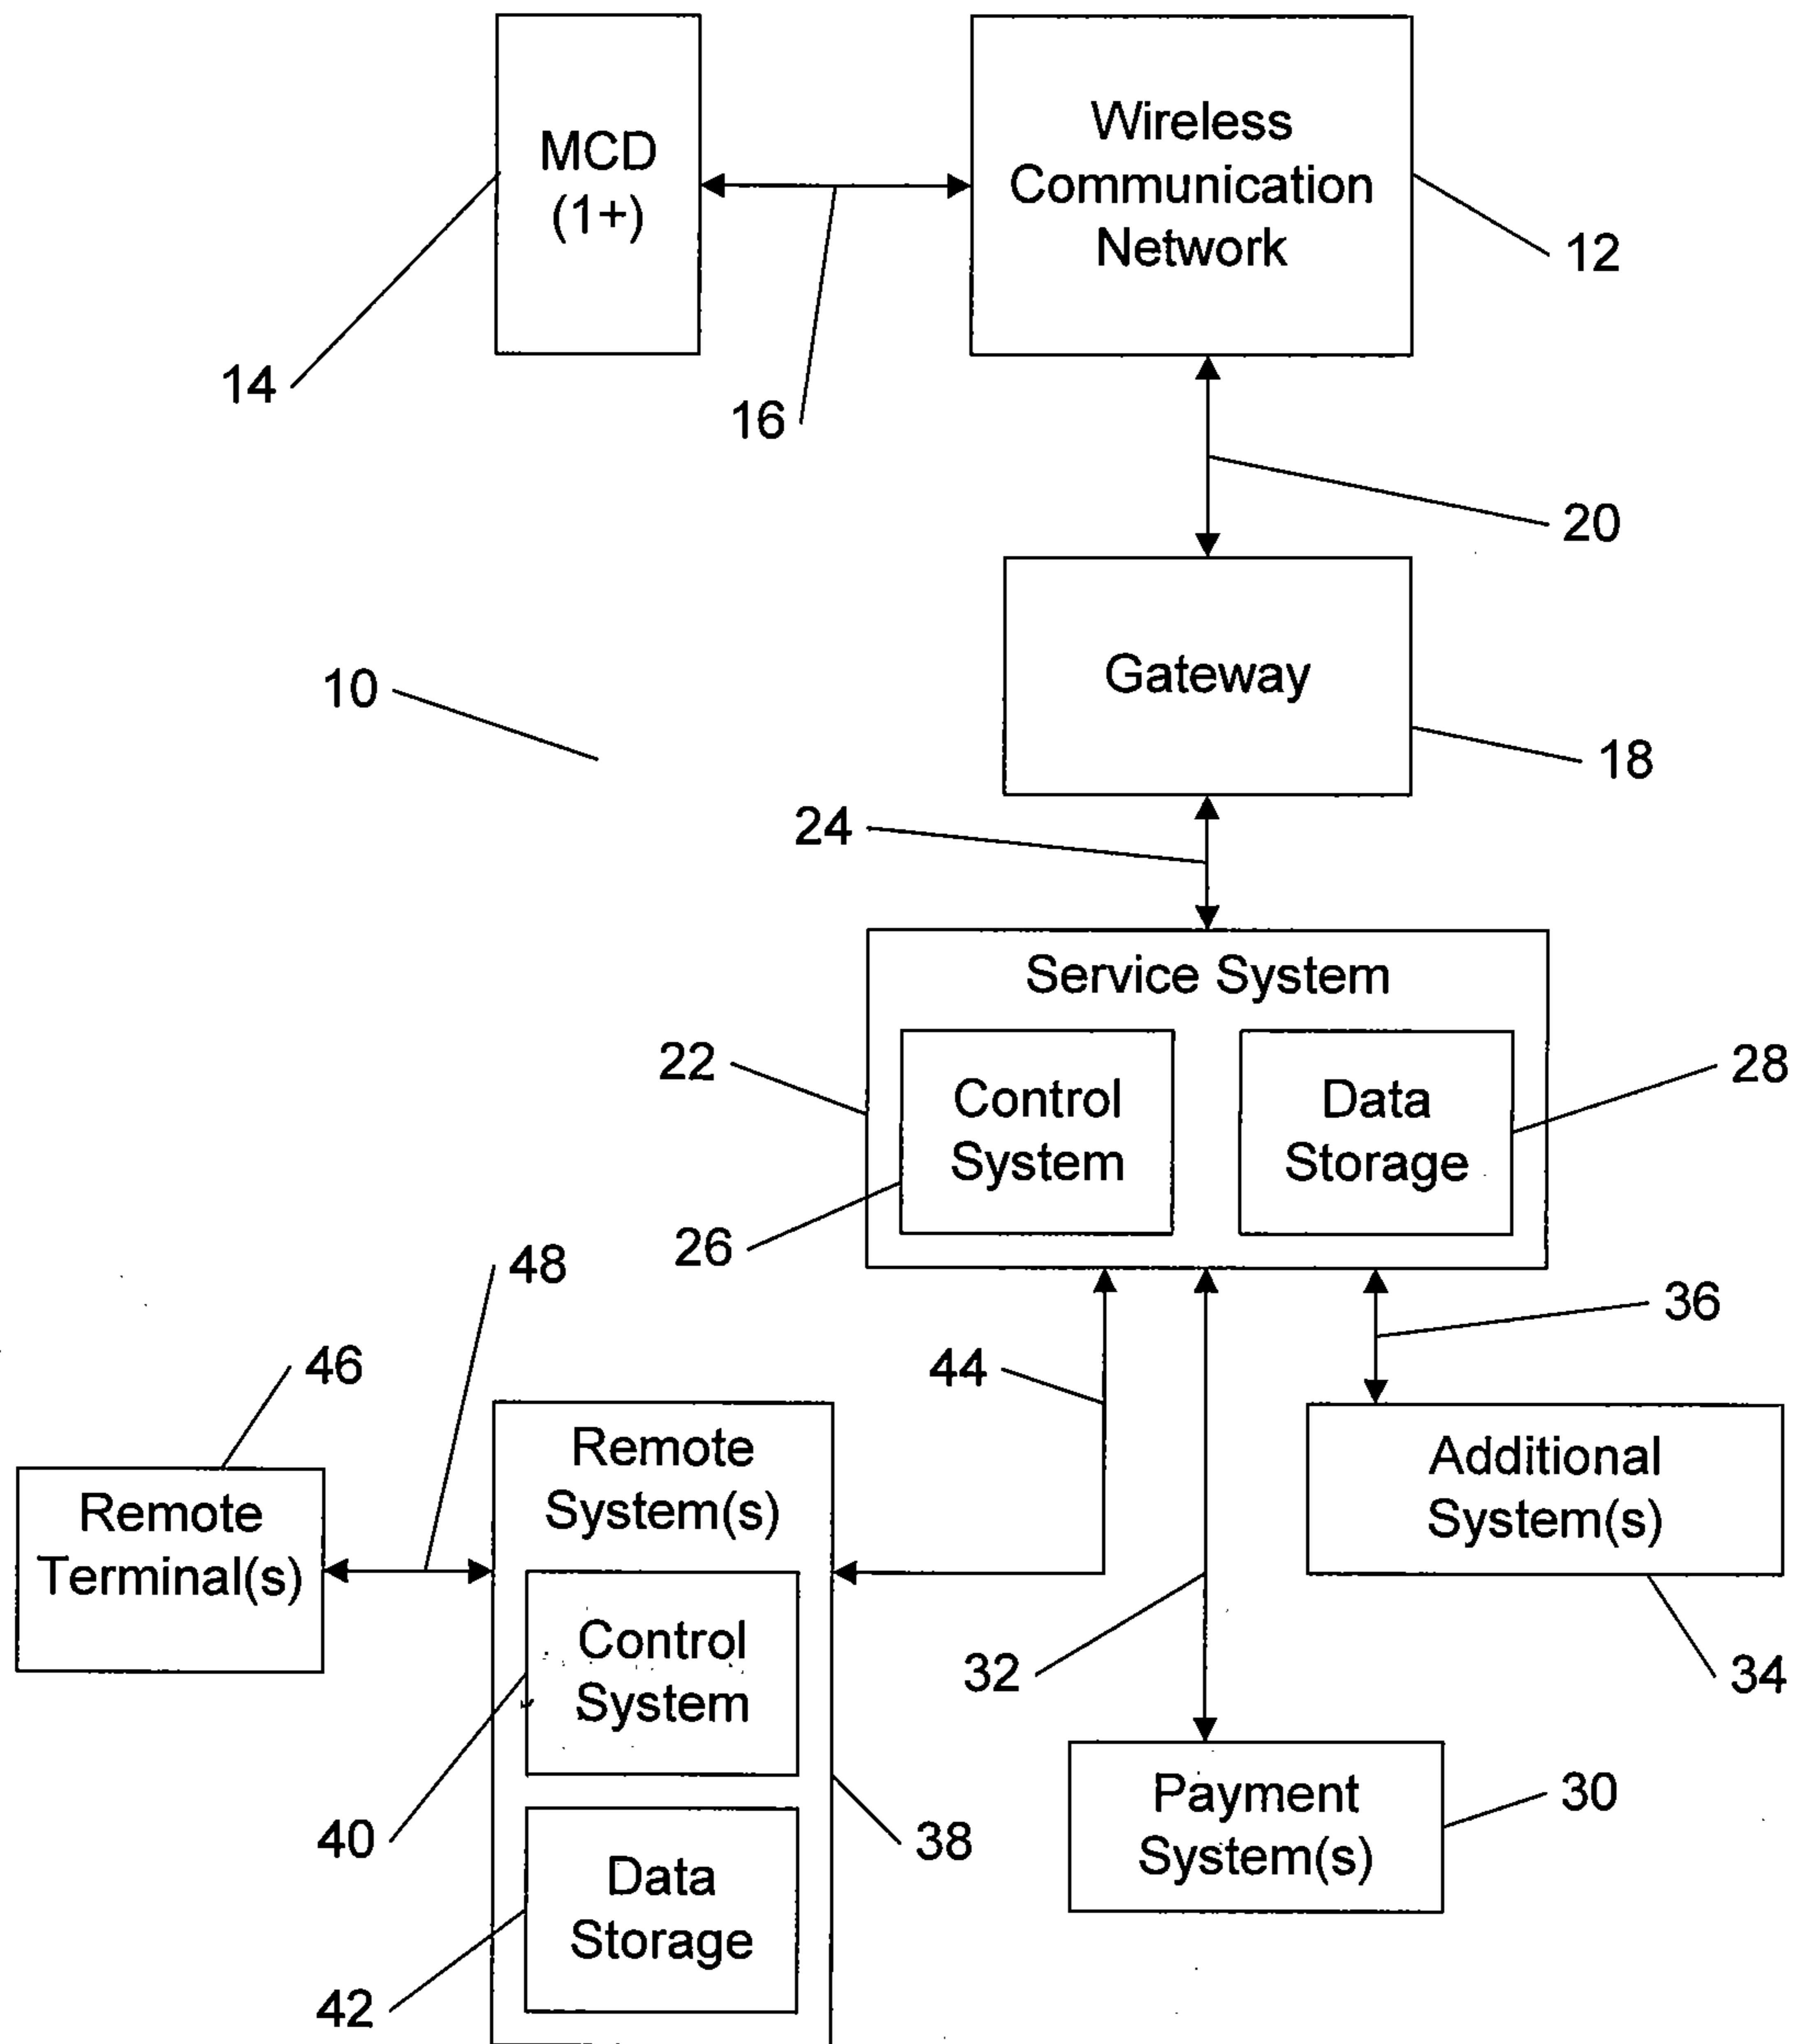 MCD
(1+)
Wireless
Communication
Network
12
14
16
20
Gateway
10
18
24
Service System
22
Control
System
Data
Storage
28
26
48
36
46
44
Remote
Terminal(s)
Remote
System(s)
Additional
System(s)
Control
System
32
34
40
38
Payment
System(s)
30
Data
Storage
42